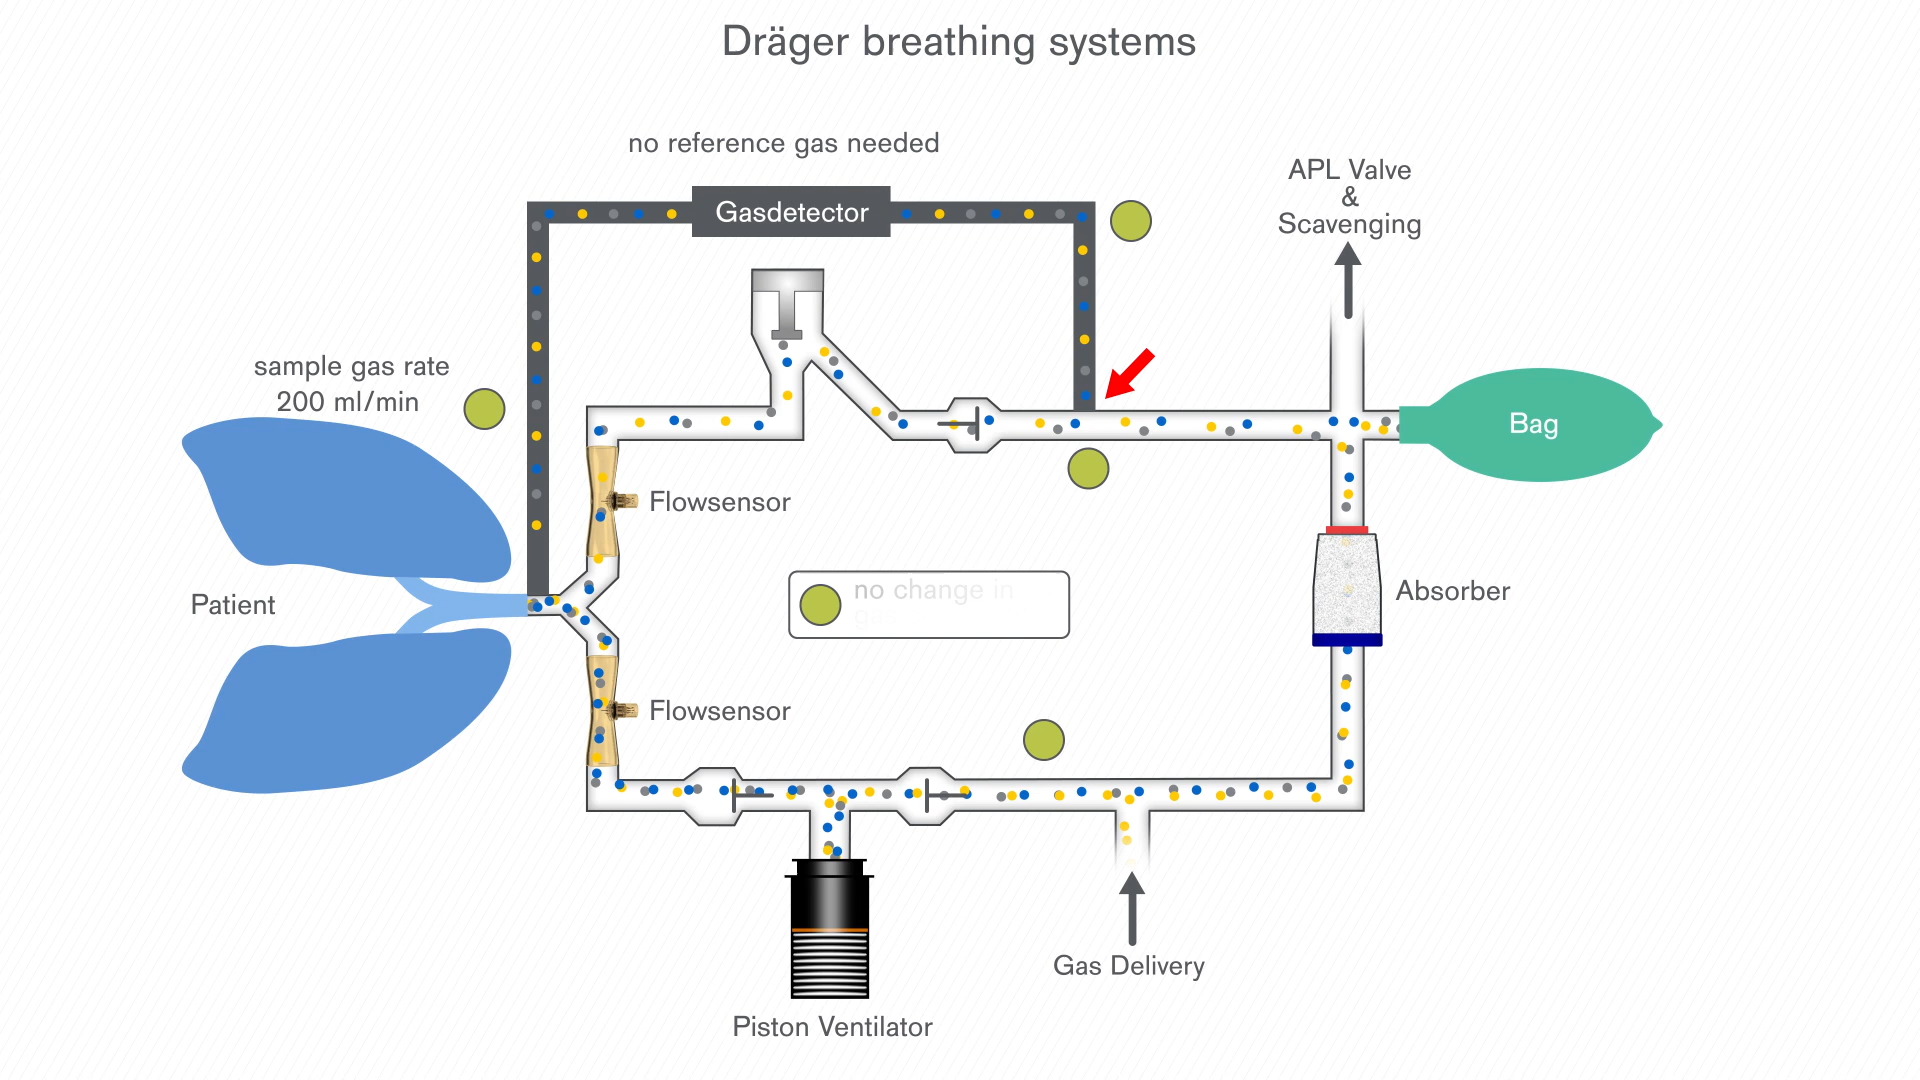 Dräger breathing systems
no reference gas needed
Gasdetector
APL Valve
&
Scavenging
sample gas rate
200 ml/min
Bag
Flowsensor
no change in
Patient
Absorber
Flowsensor
Gas Delivery
Piston Ventilator